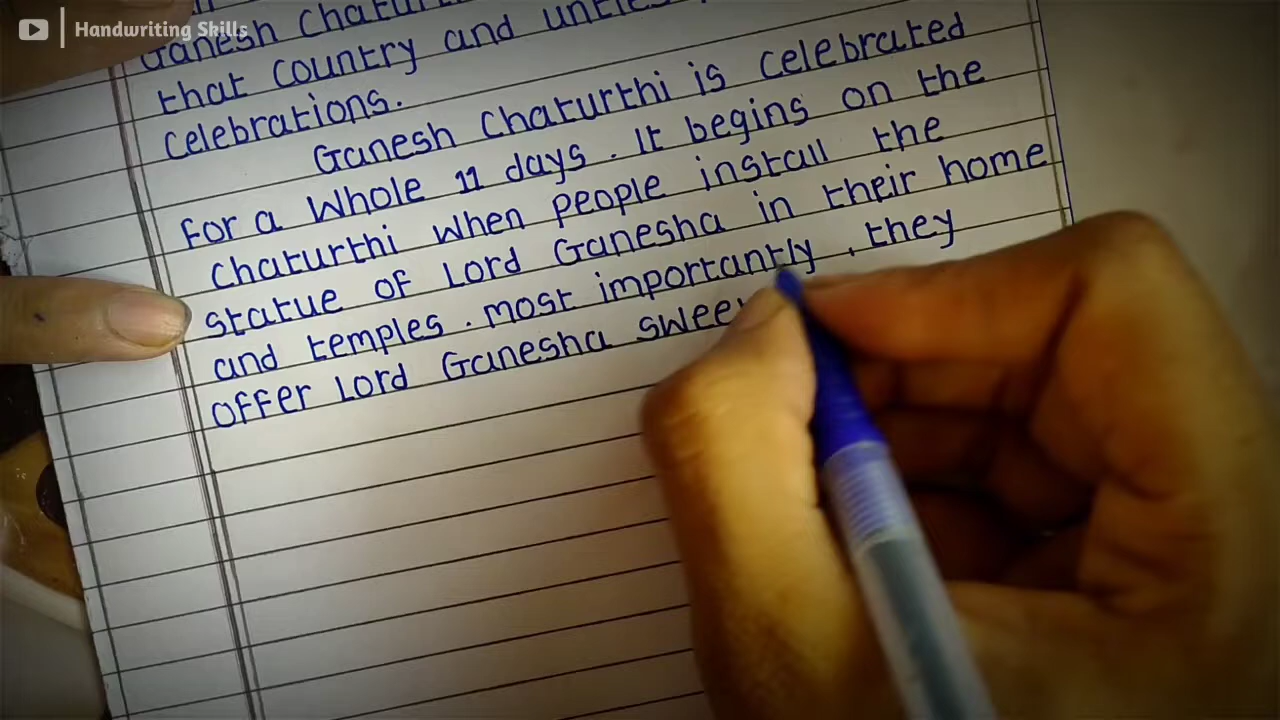 Handwriting Skills
Ganesh Chaturthi
that country and
celebrations.
Ganesh Chaturthi is celebrated
for a whole 11 days. It begins on the
Chaturthi when people install the
statue of Lord Ganesha in their home
and temples. most importantly, they
offer Lord Ganesha